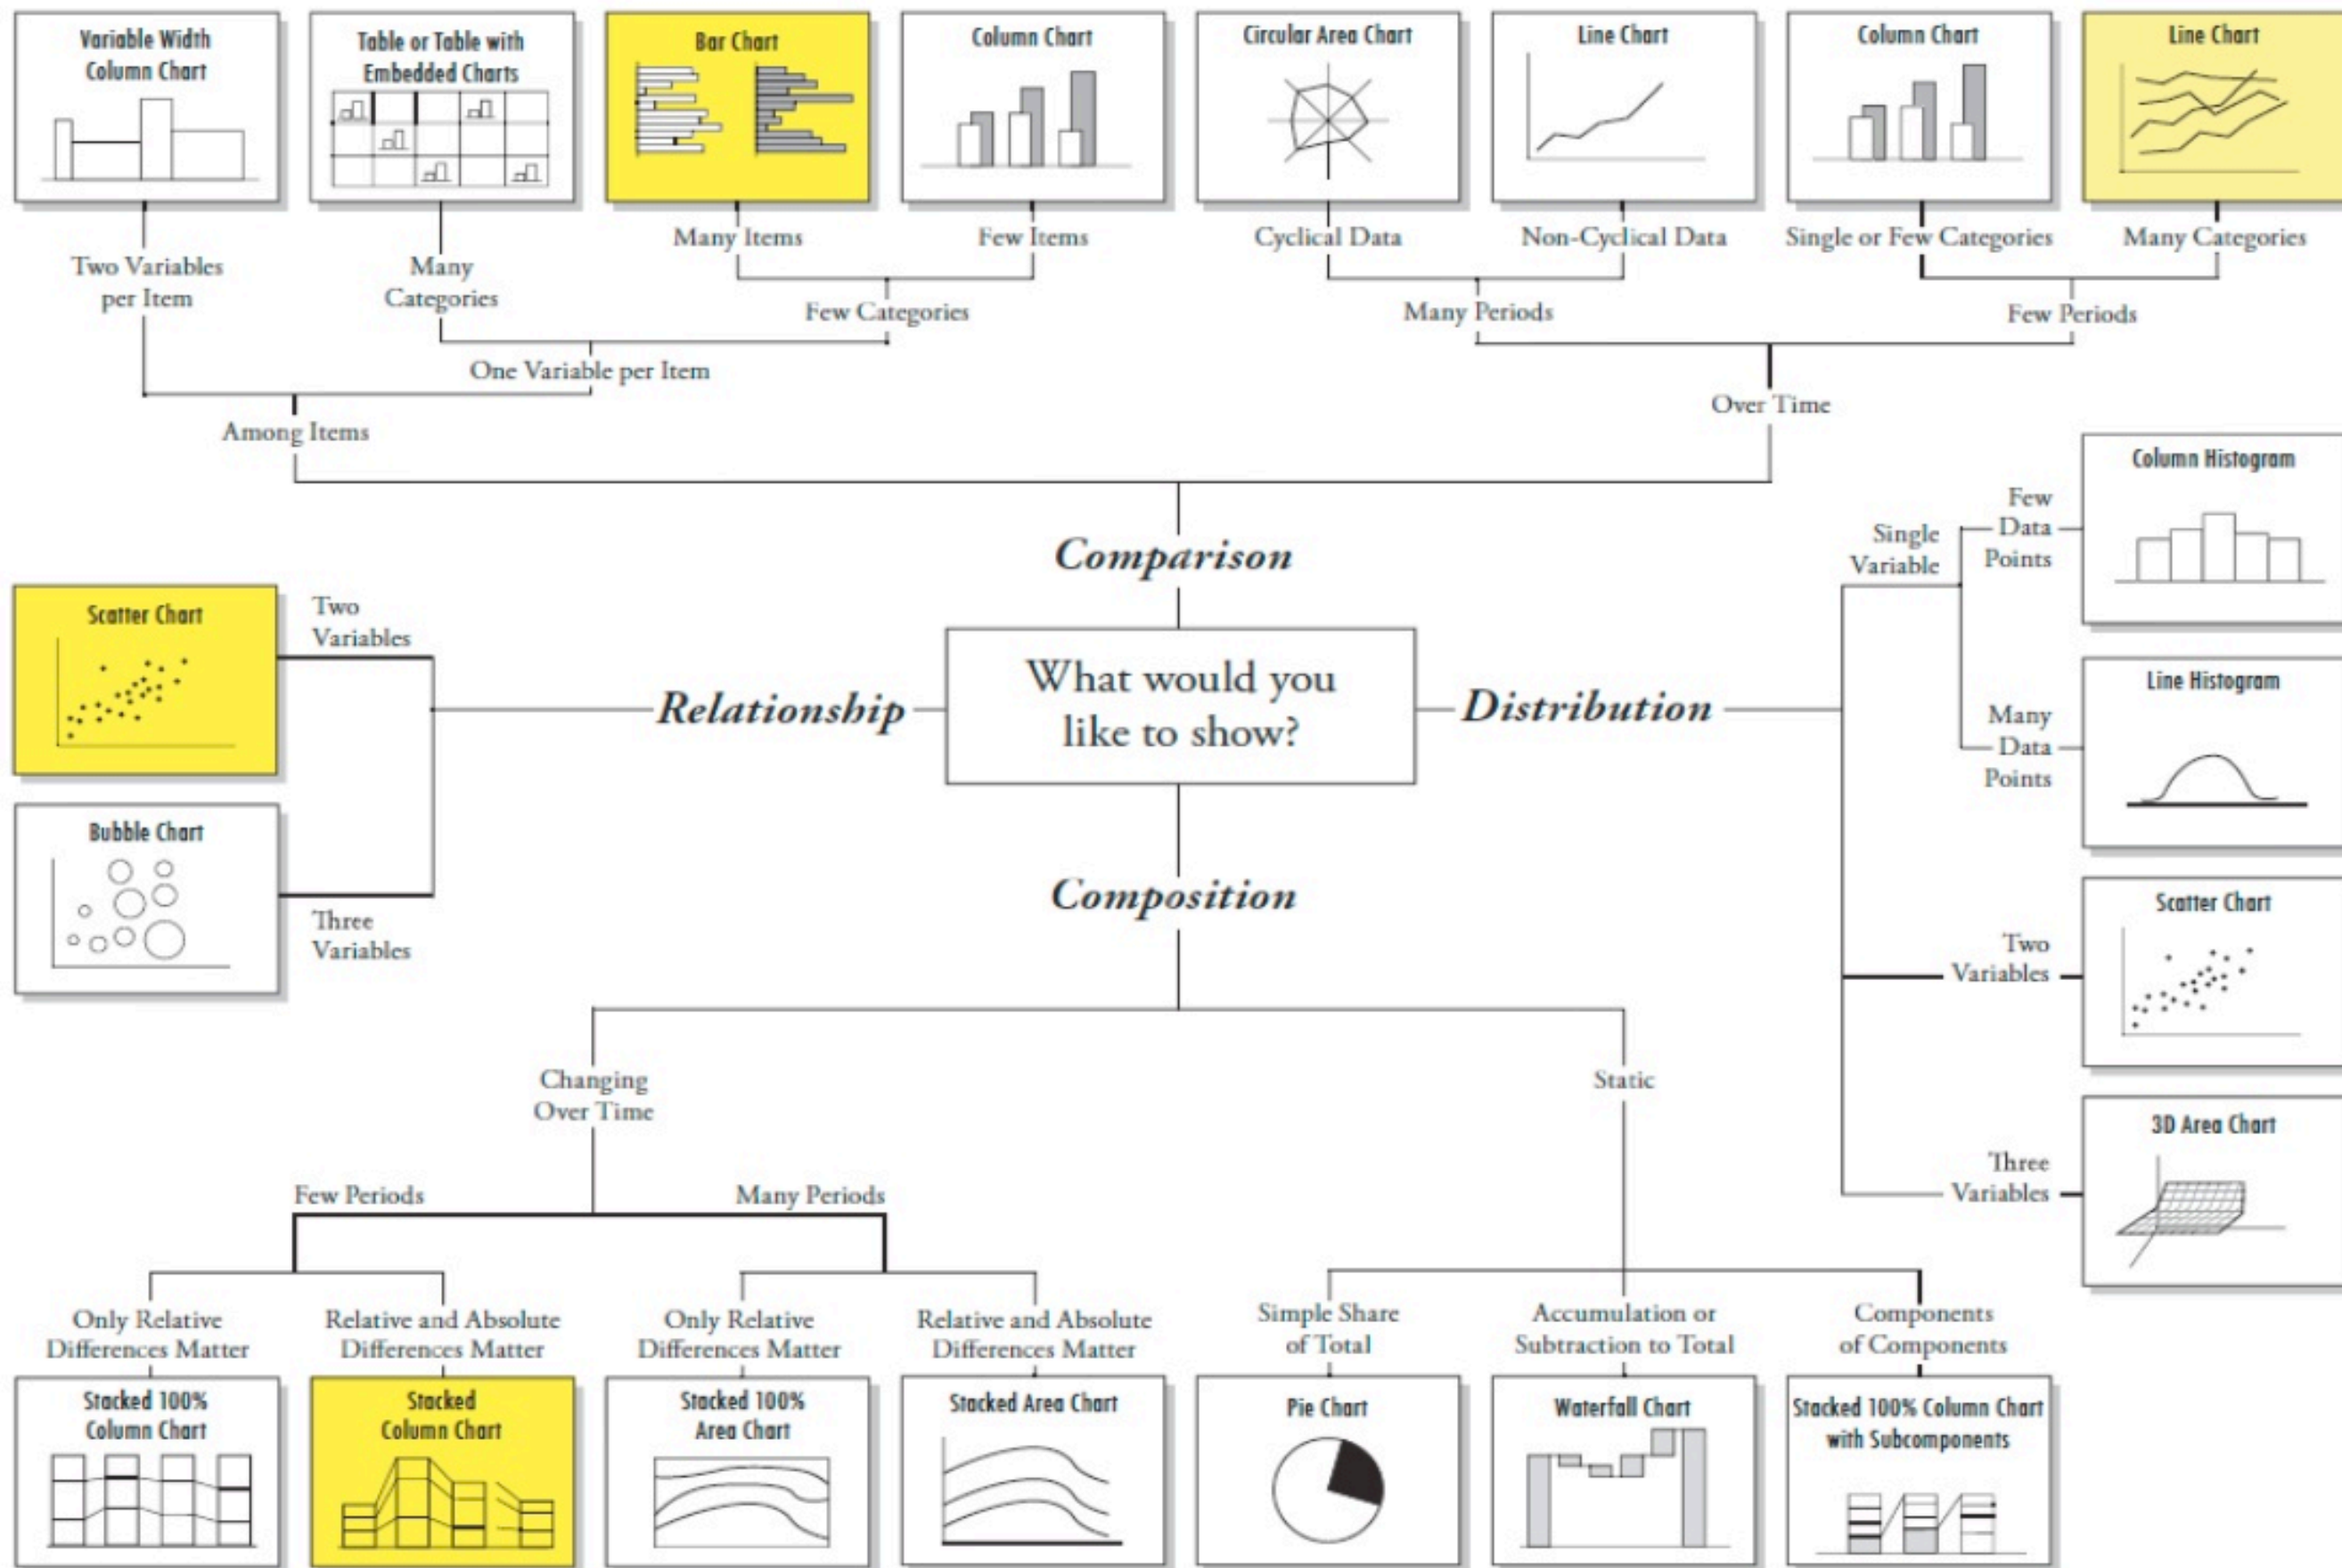 Variable Width
Column Chart
Table or Table with
Embedded Charts
Bar Chart
Column Chart
Circular Area Chart
Line Chart
Column Chart
Line Chart
Two Variables
per Item
Many
Categories
Many Items
Few Items
Cyclical Data
Non-Cyclical Data
Single or Few Categories
Many Categories
Few Categories
Many Periods
Few Periods
One Variable per Item
Among Items
Over Time
Comparison
What would you
like to show?
Relationship
Two
Variables
Scatter Chart
Three
Variables
Bubble Chart
Distribution
Single
Variable
Few
Data
Points
Column Histogram
Many
Data
Points
Line Histogram
Two
Variables
Scatter Chart
Three
Variables
3D Area Chart
Composition
Changing
Over Time
Static
Few Periods
Many Periods
Only Relative
Differences Matter
Relative and Absolute
Differences Matter
Only Relative
Differences Matter
Relative and Absolute
Differences Matter
Simple Share
of Total
Accumulation or
Subtraction to Total
Components
of Components
Stacked 100%
Column Chart
Stacked
Column Chart
Stacked 100%
Area Chart
Stacked Area Chart
Pie Chart
Waterfall Chart
Stacked 100% Column Chart
with Subcomponents